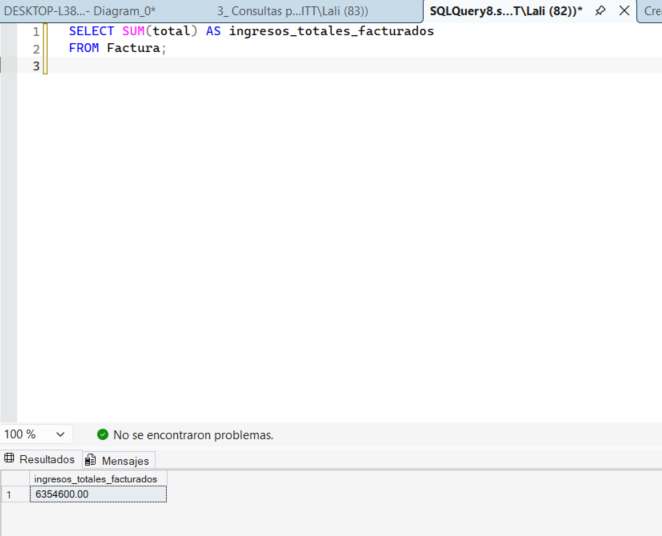 DESKTOP-L38...- Diagram_0* 3_ Consultas p...ITT\Lali (83)) SQLQuery8.s...T\Lali (82))* Cre
1 SELECT SUM(total) AS ingresos_totales_facturados
2 FROM Factura;
3
100 % No se encontraron problemas.
Resultados Mensajes
ingresos_totales_facturados
1 6354600.00